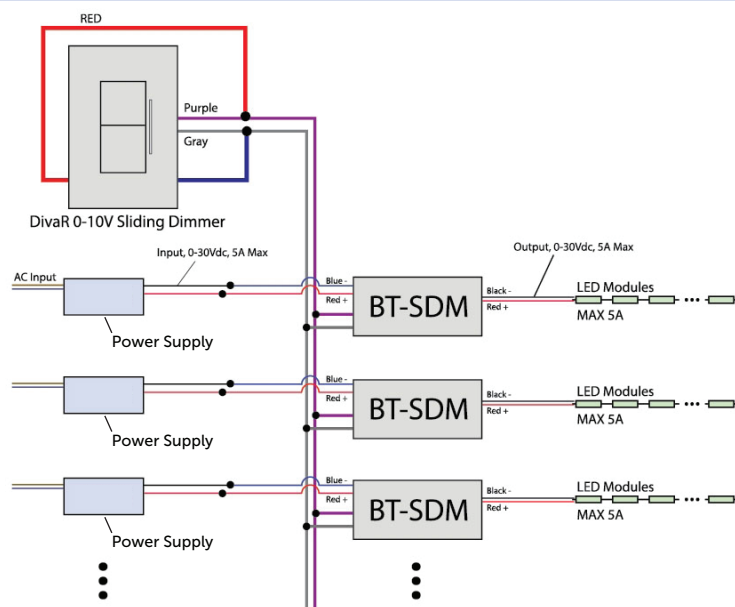 RED
Purple
Gray
DivaR 0-10V Sliding Dimmer
Input, 0-30Vdc, 5A Max
Output, 0-30Vdc, 5A Max
AC Input
Blue -
Red +
BT-SDM
Black -
Red +
LED Modules
MAX 5A
Power Supply
Blue -
Red +
BT-SDM
Black -
Red +
LED Modules
MAX 5A
Power Supply
Blue -
Red +
BT-SDM
Black -
Red +
LED Modules
MAX 5A
Power Supply